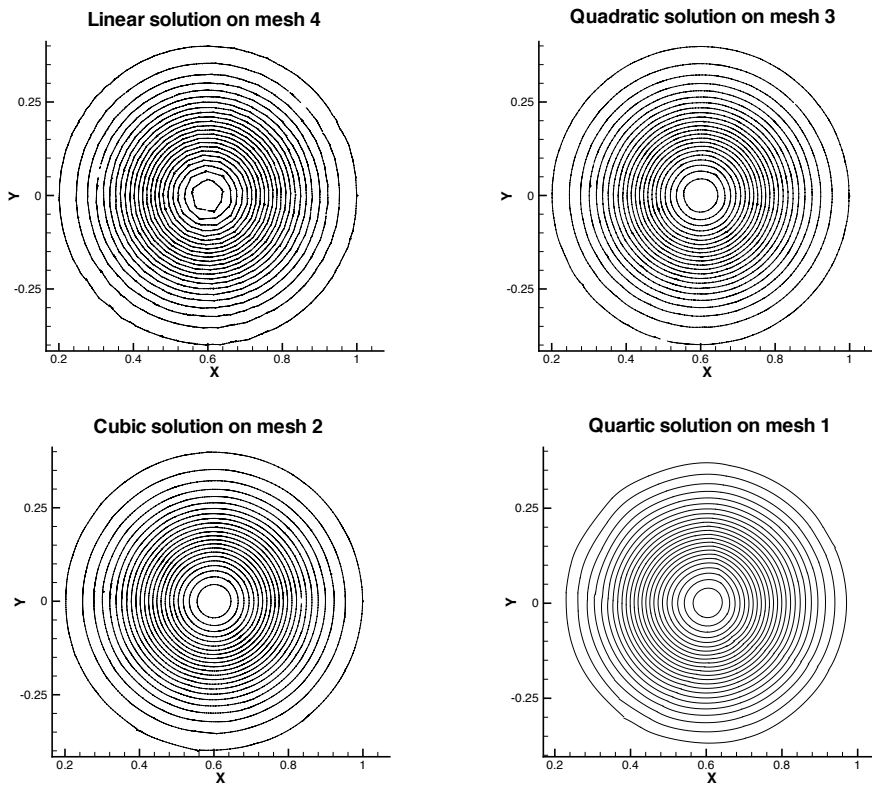 Linear solution on mesh 4
0.25
Y
0
-0.25
0.2 0.4 0.6 0.8 1
X
Quadratic solution on mesh 3
0.25
Y
0
-0.25
0.2 0.4 0.6 0.8 1
X
Cubic solution on mesh 2
0.25
Y
0
-0.25
0.2 0.4 0.6 0.8 1
X
Quartic solution on mesh 1
0.25
Y
0
-0.25
0.2 0.4 0.6 0.8 1
X